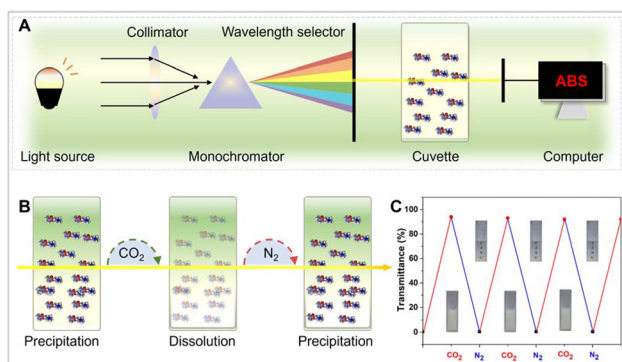 A
Collimator
Wavelength selector
ABS
Light source
Monochromator
Cuvette
Computer
B
CO2
N2
Precipitation
Dissolution
Precipitation
C
Transmittance (%)
100
80
60
40
20
0
CO2 N2 CO2 N2 CO2 N2